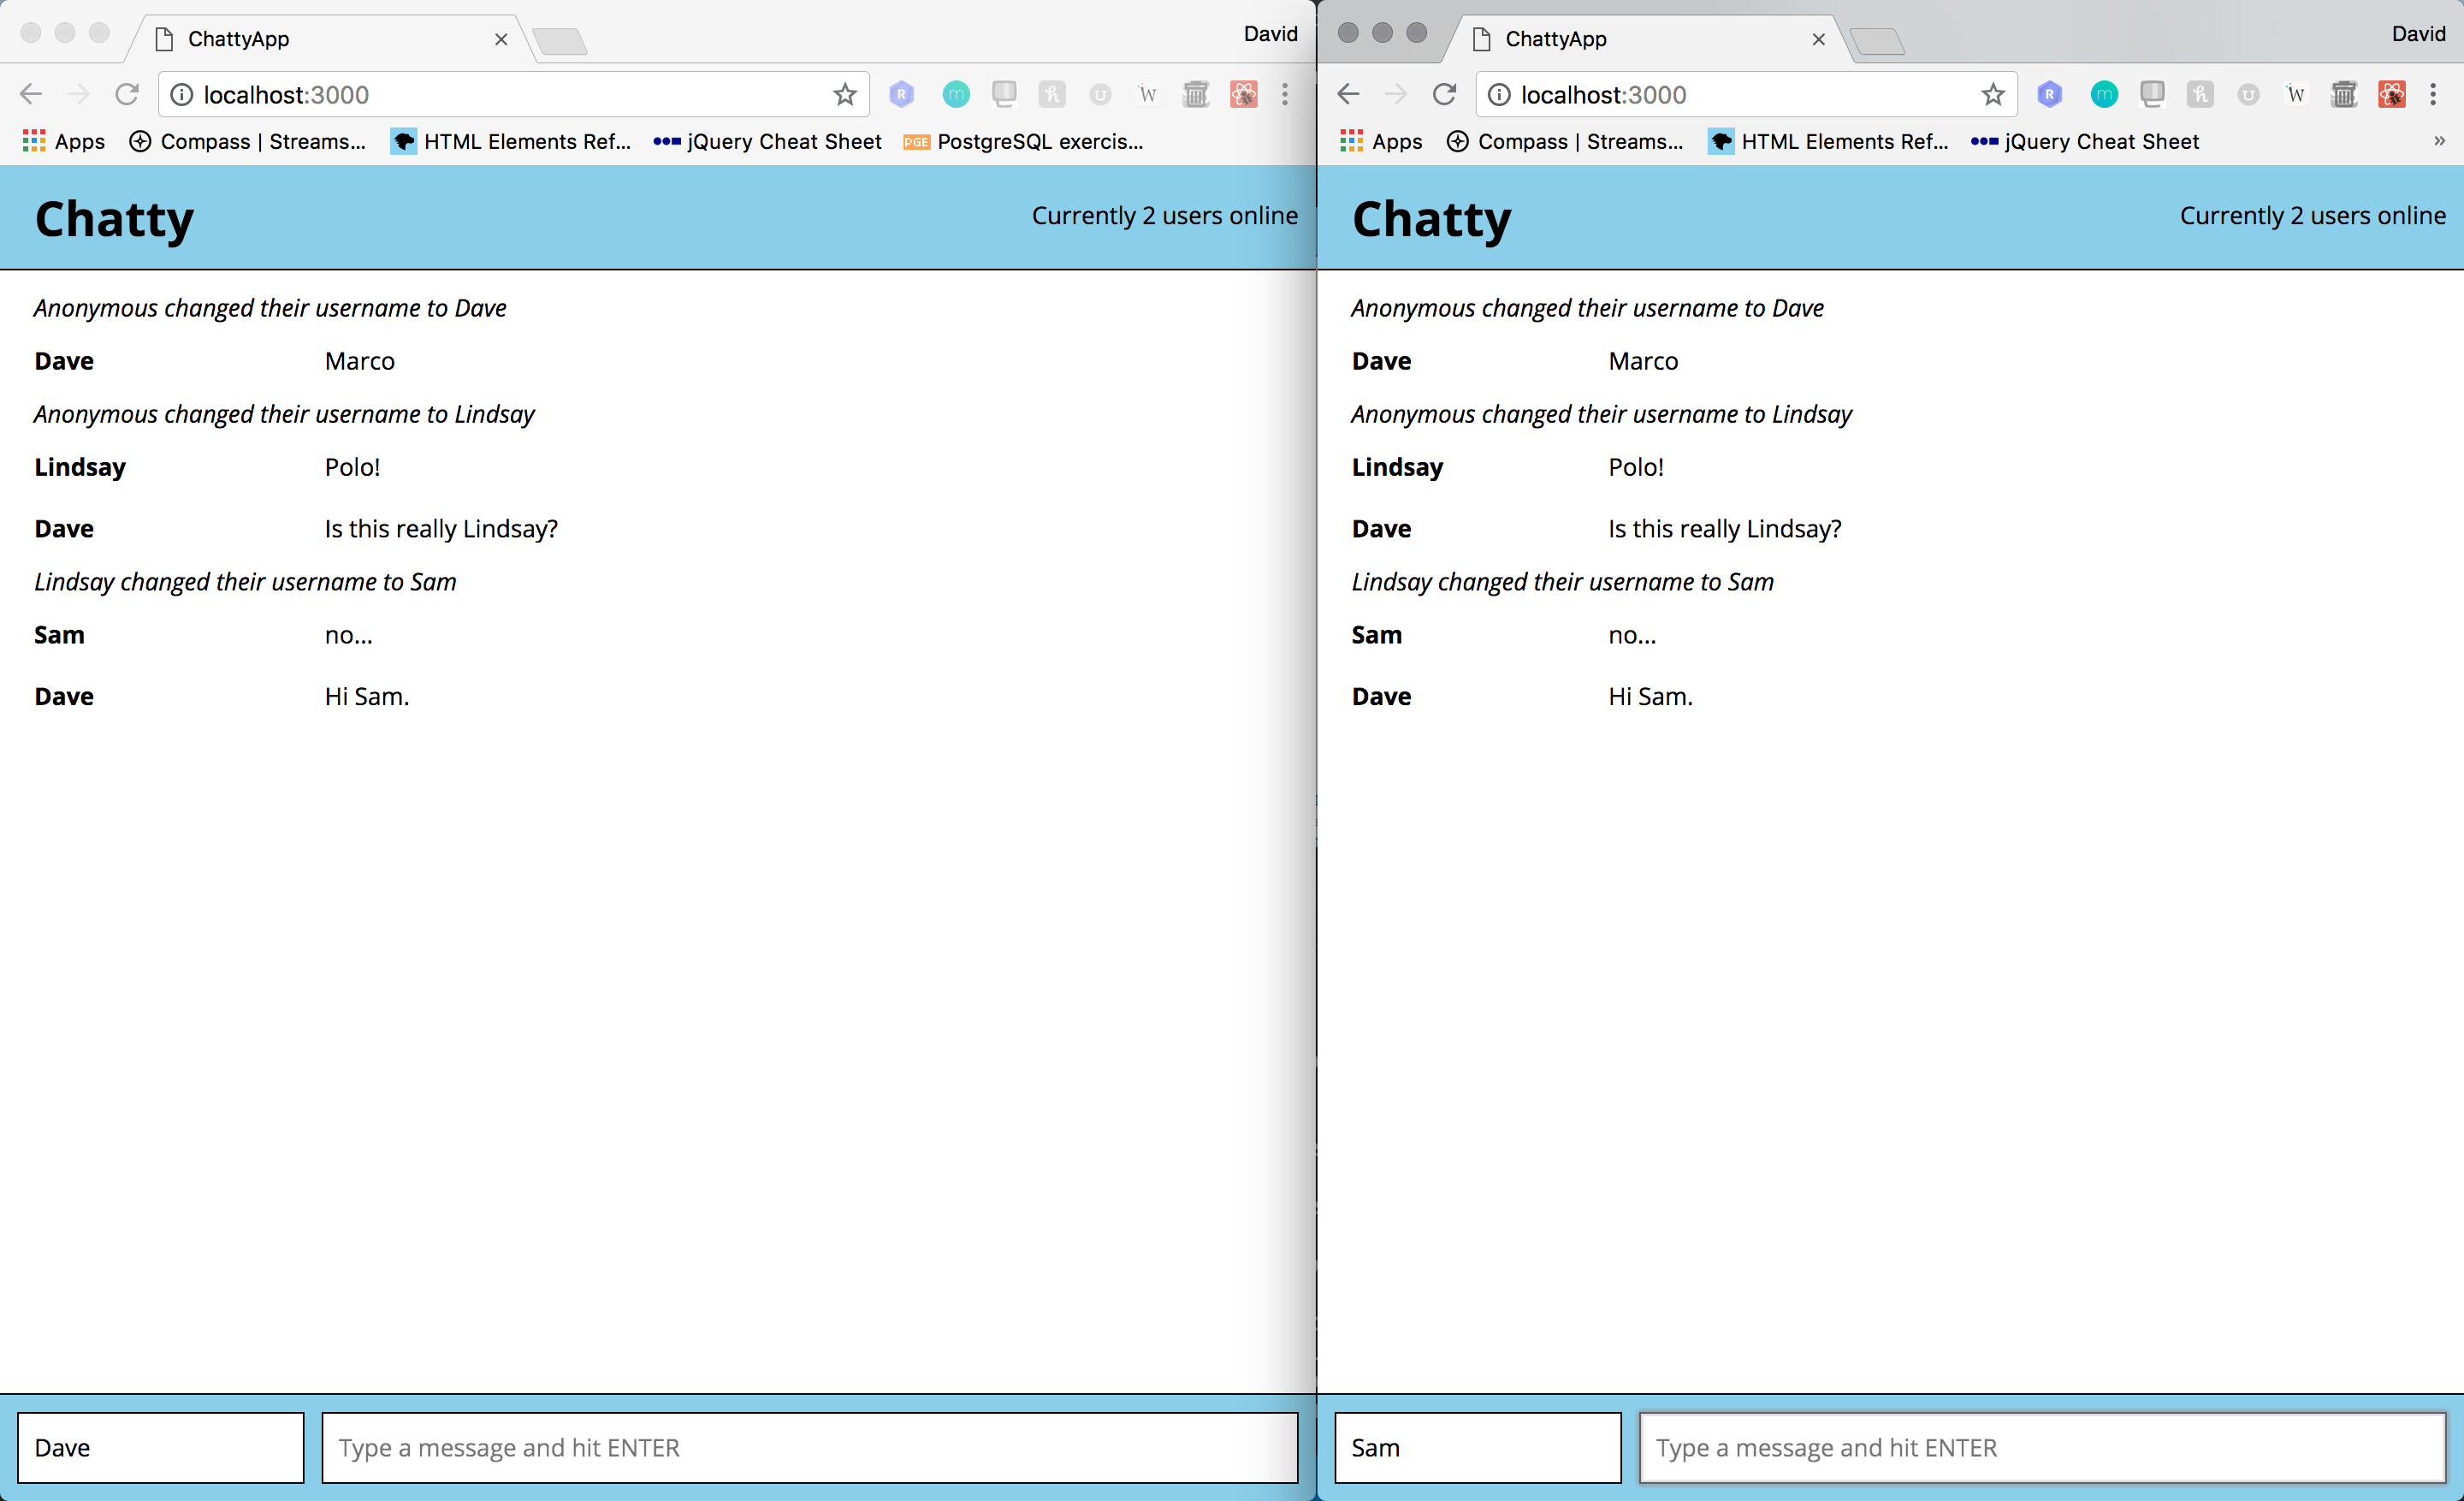 ChattyApp
David
localhost:3000
R m h U W
Apps Compass | Streams... HTML Elements Ref... jQuery Cheat Sheet PGE PostgreSQL exercis...
Chatty
Currently 2 users online
Anonymous changed their username to Dave
Dave Marco
Anonymous changed their username to Lindsay
Lindsay Polo!
Dave Is this really Lindsay?
Lindsay changed their username to Sam
Sam no...
Dave Hi Sam.
Dave Type a message and hit ENTER
ChattyApp
David
localhost:3000
R m h U W
Apps Compass | Streams... HTML Elements Ref... jQuery Cheat Sheet »
Chatty
Currently 2 users online
Anonymous changed their username to Dave
Dave Marco
Anonymous changed their username to Lindsay
Lindsay Polo!
Dave Is this really Lindsay?
Lindsay changed their username to Sam
Sam no...
Dave Hi Sam.
Sam Type a message and hit ENTER